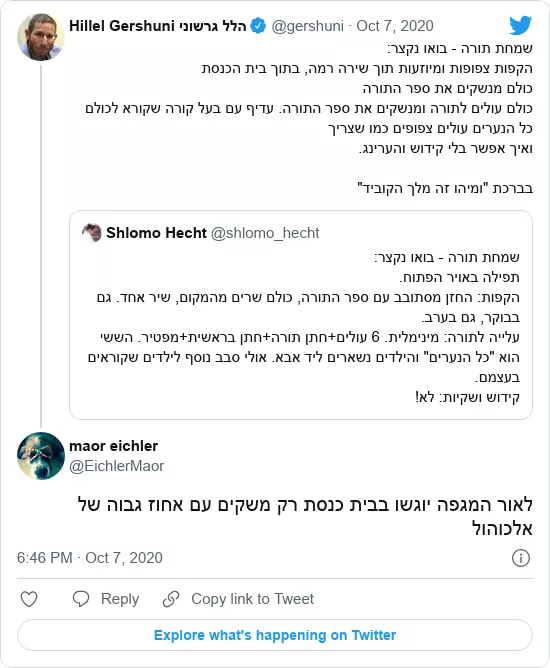 Hillel Gershuni הלל גרשוני @gershuni · Oct 7, 2020
שמחת תורה - בואו נקצר:
הקפות צפופות ומיוזעות תוך שירה רמה, בתוך בית הכנסת
כולם מנשקים את ספר התורה
כולם עולים לתורה ומנשקים את ספר התורה. עדיף עם בעל קורה שקורא לכולם
כל הנערים עולים צפופים כמו שצריך
ואיך אפשר בלי קידוש והערינג.
בברכת "ומיהו זה מלך הקוביד"
Shlomo Hecht @shlomo_hecht
שמחת תורה - בואו נקצר:
תפילה באויר הפתוח.
הקפות: החזן מסתובב עם ספר התורה, כולם שרים מהמקום, שיר אחד. גם
בבוקר, גם בערב.
עלייה לתורה: מינימלית. 6 עולים+חתן תורה+חתן בראשית+מפטיר. הששי
הוא "כל הנערים" והילדים נשארים ליד אבא. אולי סבב נוסף לילדים שקוראים
בעצמם.
קידוש ושקיות: לא!
maor eichler
@EichlerMaor
לאור המגפה יוגשו בבית כנסת רק משקים עם אחוז גבוה של
אלכוהול
6:46 PM · Oct 7, 2020
Reply
Copy link to Tweet
Explore what's happening on Twitter